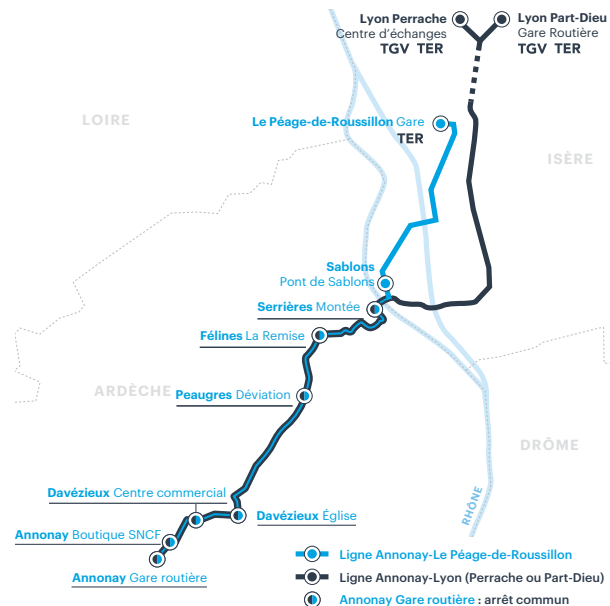 Lyon Perrache
Centre d'échanges
TGV TER
Lyon Part-Dieu
Gare Routière
TGV TER
LOIRE
Le Péage-de-Roussillon Gare
TER
ISÈRE
Sablons
Pont de Sablons
Serrières Montée
Félines La Remise
ARDÈCHE
Peaugres Déviation
DRÔME
Davézieux Centre commercial
RHÔNE
Davézieux Église
Annonay Boutique SNCF
Annonay Gare routière
Ligne Annonay-Le Péage-de-Roussillon
Ligne Annonay-Lyon (Perrache ou Part-Dieu)
Annonay Gare routière : arrêt commun